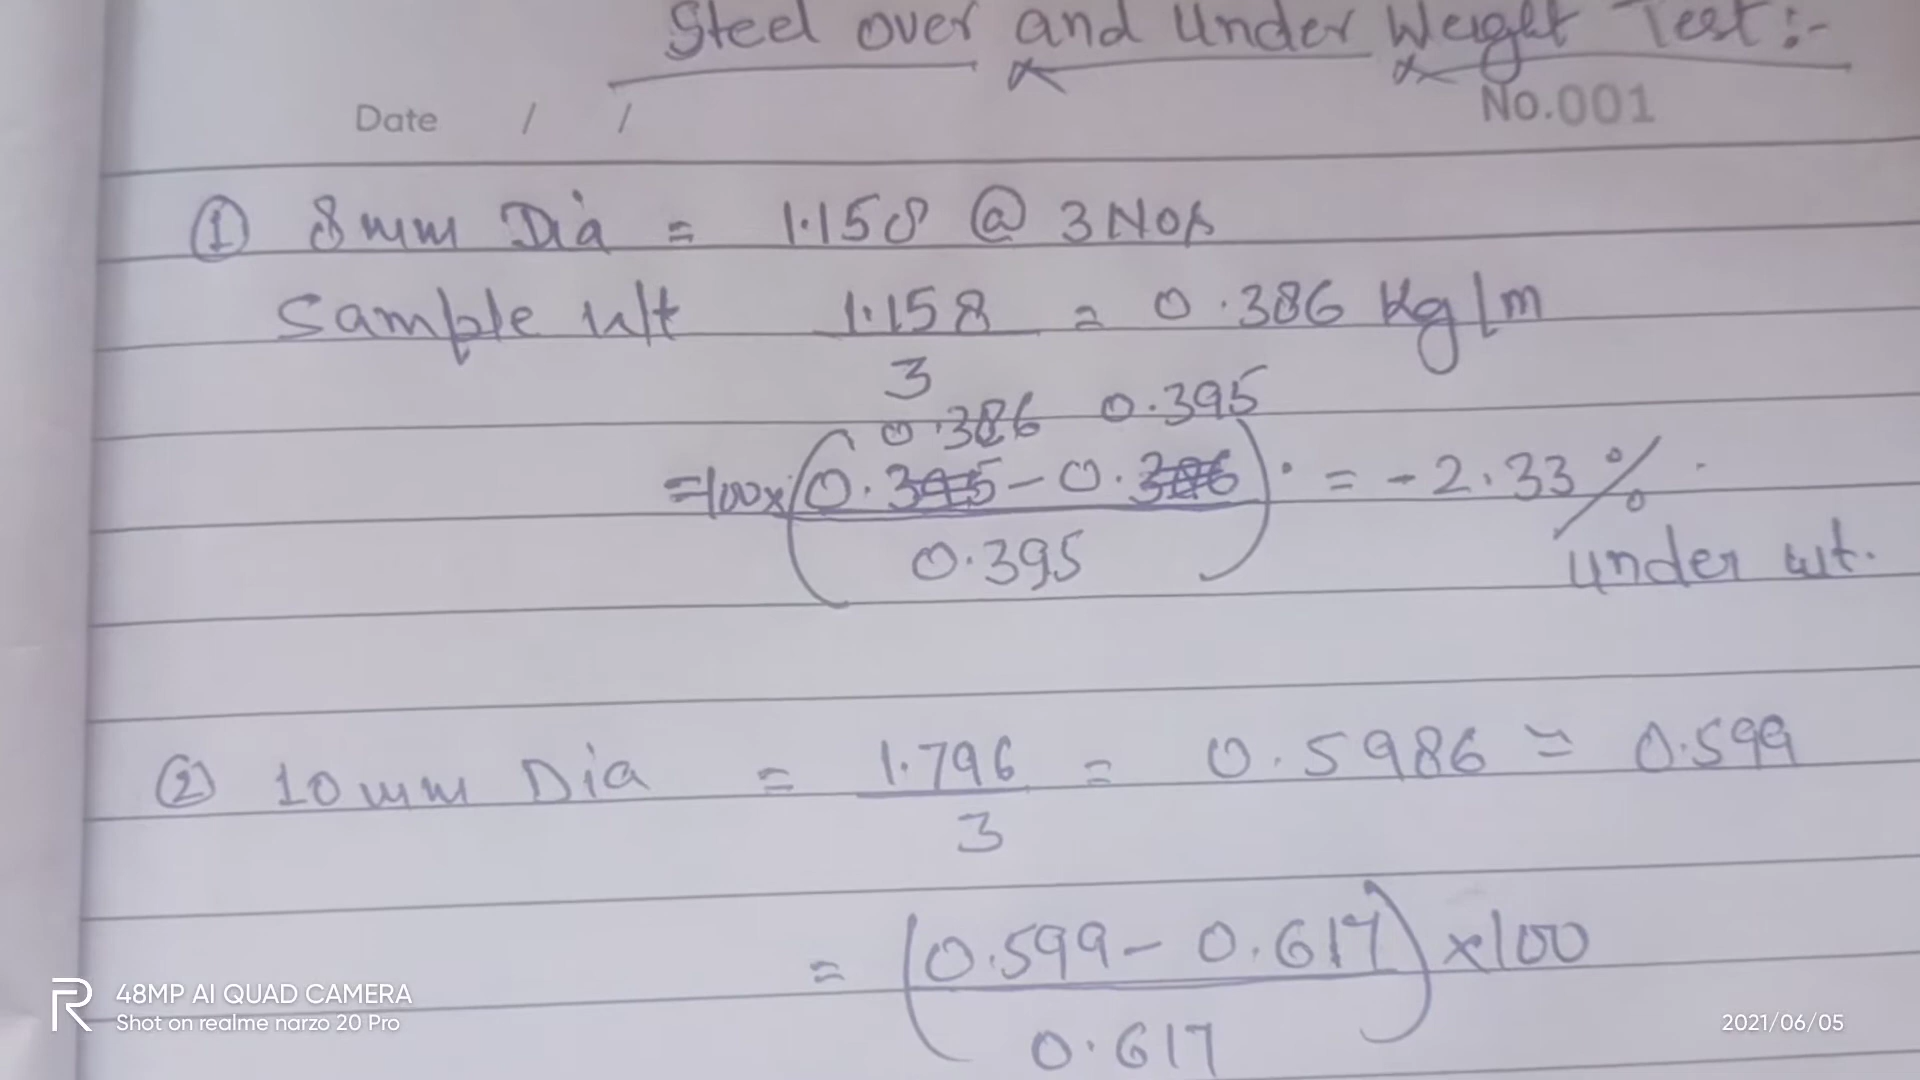 Steel over and under Weight Test :-
Date / /
No.001
① 8mm Dia = 1.158 @ 3 Nos
Sample wt 1.158 = 0.386 kg/m
3
0.386 0.395
=100x(0.395-0.386). = -2.33%.
0.395
under wt.
② 10mm Dia = 1.796 = 0.5986 ≃ 0.599
3
= (0.599 - 0.617) x100
0.617
48MP AI QUAD CAMERA
Shot on realme narzo 20 Pro
2021/06/05